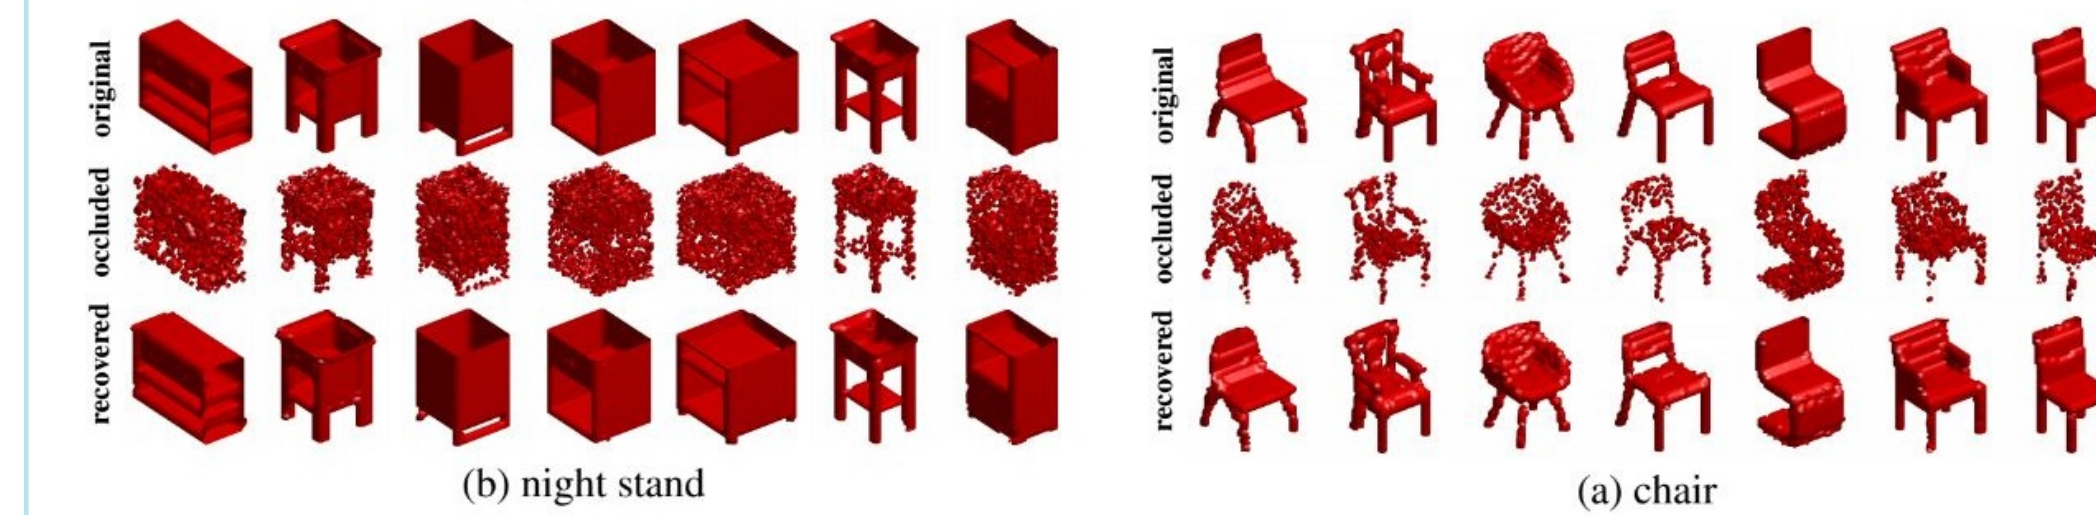 original
occluded
recovered
(b) night stand
original
occluded
recovered
(a) chair